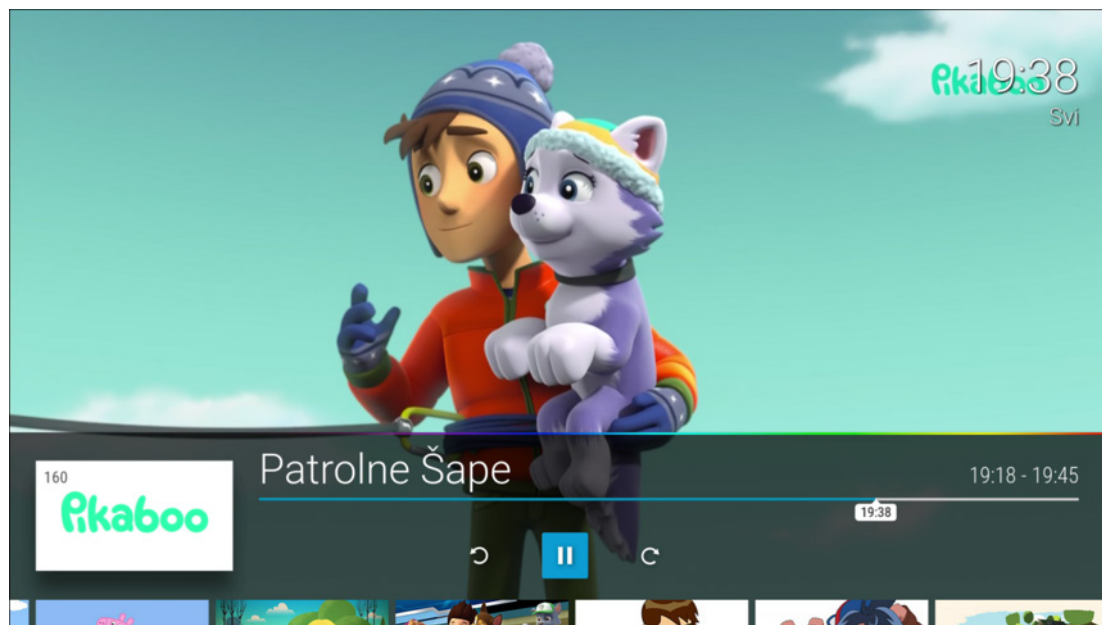 Pikaboo
19:38
Svi
160
Pikaboo
Patrolne Šape
19:18 - 19:45
19:38